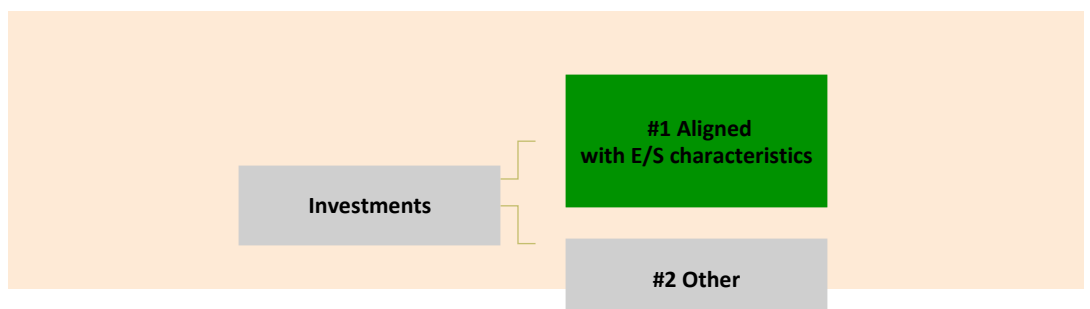 #1 Aligned
with E/S characteristics
Investments
#2 Other